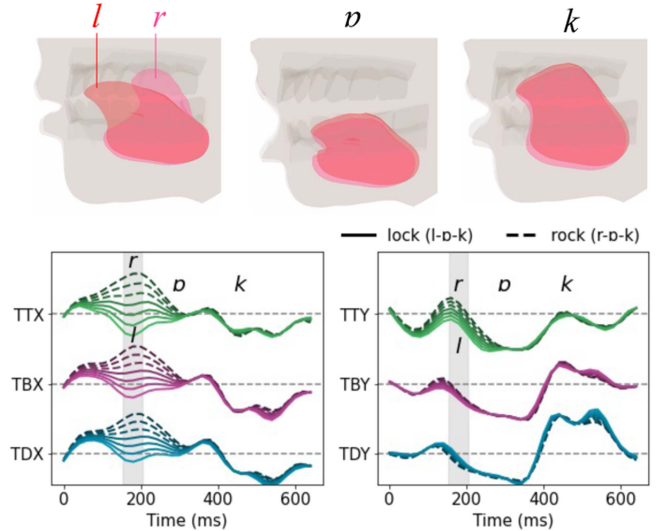 l r ɒ k
lock (l-ɒ-k) rock (r-ɒ-k)
r ɒ k
l
TTX
TBX
TDX
0 200 400 600
Time (ms)
r ɒ k
l
TTY
TBY
TDY
0 200 400 600
Time (ms)